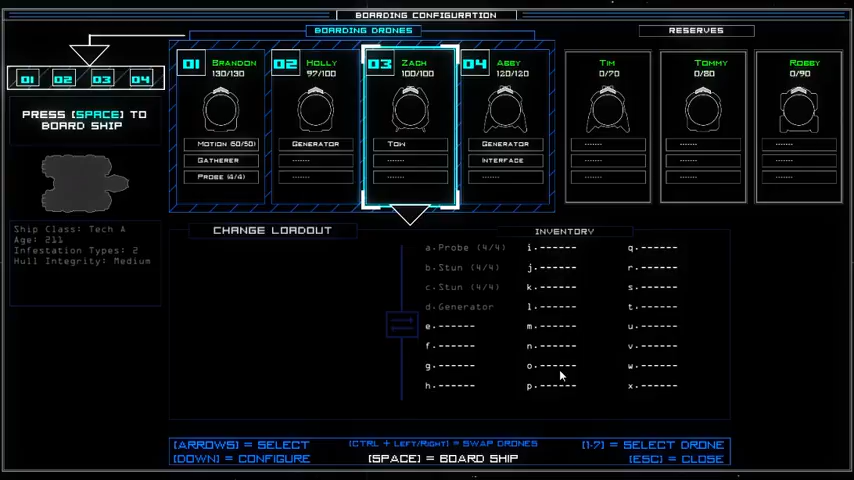 BOARDING CONFIGURATION
BOARDING DRONES
RESERVES
01 02 03 04
PRESS [SPACE] TO
BOARD SHIP
Ship Class: Tech A
Age: 211
Infestation Types: 2
Hull Integrity: Medium
01 BRANDON
130/130
MOTION (50/50)
GATHERER
PROBE (4/4)
02 HOLLY
97/100
GENERATOR
-------
-------
03 ZACH
100/100
TOW
-------
-------
04 ABBY
120/120
GENERATOR
INTERFACE
-------
TIM
0/70
-------
-------
-------
TOMMY
0/80
-------
-------
-------
ROBBY
0/90
-------
-------
-------
CHANGE LOADOUT
INVENTORY
a.Probe (4/4) i.------ q.------
b.Stun (4/4) j.------ r.------
c.Stun (4/4) k.------ s.------
d.Generator l.------ t.------
e.------ m.------ u.------
f.------ n.------ v.------
g.------ o.------ w.------
h.------ p.------ x.------
[ARROWS] = SELECT [CTRL + LEFT/RIGHT] = SWAP DRONES [1-7] = SELECT DRONE
[DOWN] = CONFIGURE [SPACE] = BOARD SHIP [ESC] = CLOSE